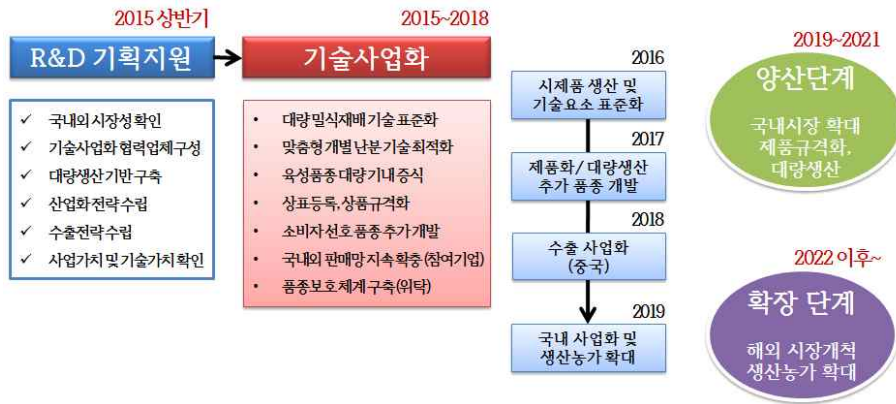 2015 상반기
R&D 기획지원
✓ 국내외 시장성 확인
✓ 기술사업화 협력업체구성
✓ 대량생산 기반 구축
✓ 산업화 전략 수립
✓ 수출전략 수립
✓ 사업가치 및 기술가치 확인
2015~2018
기술사업화
• 대량 밀식재배 기술 표준화
• 맞춤형 개별 난분 기술 최적화
• 육성품종 대량 기내 증식
• 상표등록, 상품규격화
• 소비자 선호 품종 추가 개발
• 국내외 판매망 지속 확충 (참여기업)
• 품종보호 체계 구축(위탁)
2016
시제품 생산 및
기술요소 표준화
2017
제품화/ 대량생산
추가 품종 개발
2018
수출 사업화
(중국)
2019
국내 사업화 및
생산농가 확대
2019~2021
양산단계
국내시장 확대
제품규격화,
대량생산
2022 이후~
확장 단계
해외 시장개척
생산농가 확대